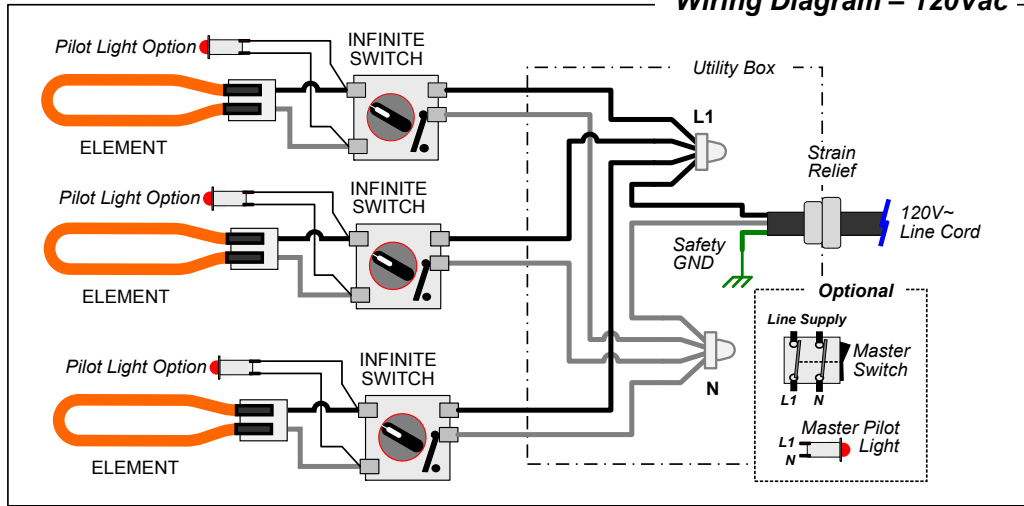 Wiring Diagram – 120Vac
Pilot Light Option
INFINITE
SWITCH
ELEMENT
Utility Box
L1
Strain
Relief
120V~
Line Cord
Safety
GND
Pilot Light Option
INFINITE
SWITCH
ELEMENT
N
Optional
Line Supply
Master
Switch
L1 N
Master Pilot
Light
L1
N
Pilot Light Option
INFINITE
SWITCH
ELEMENT